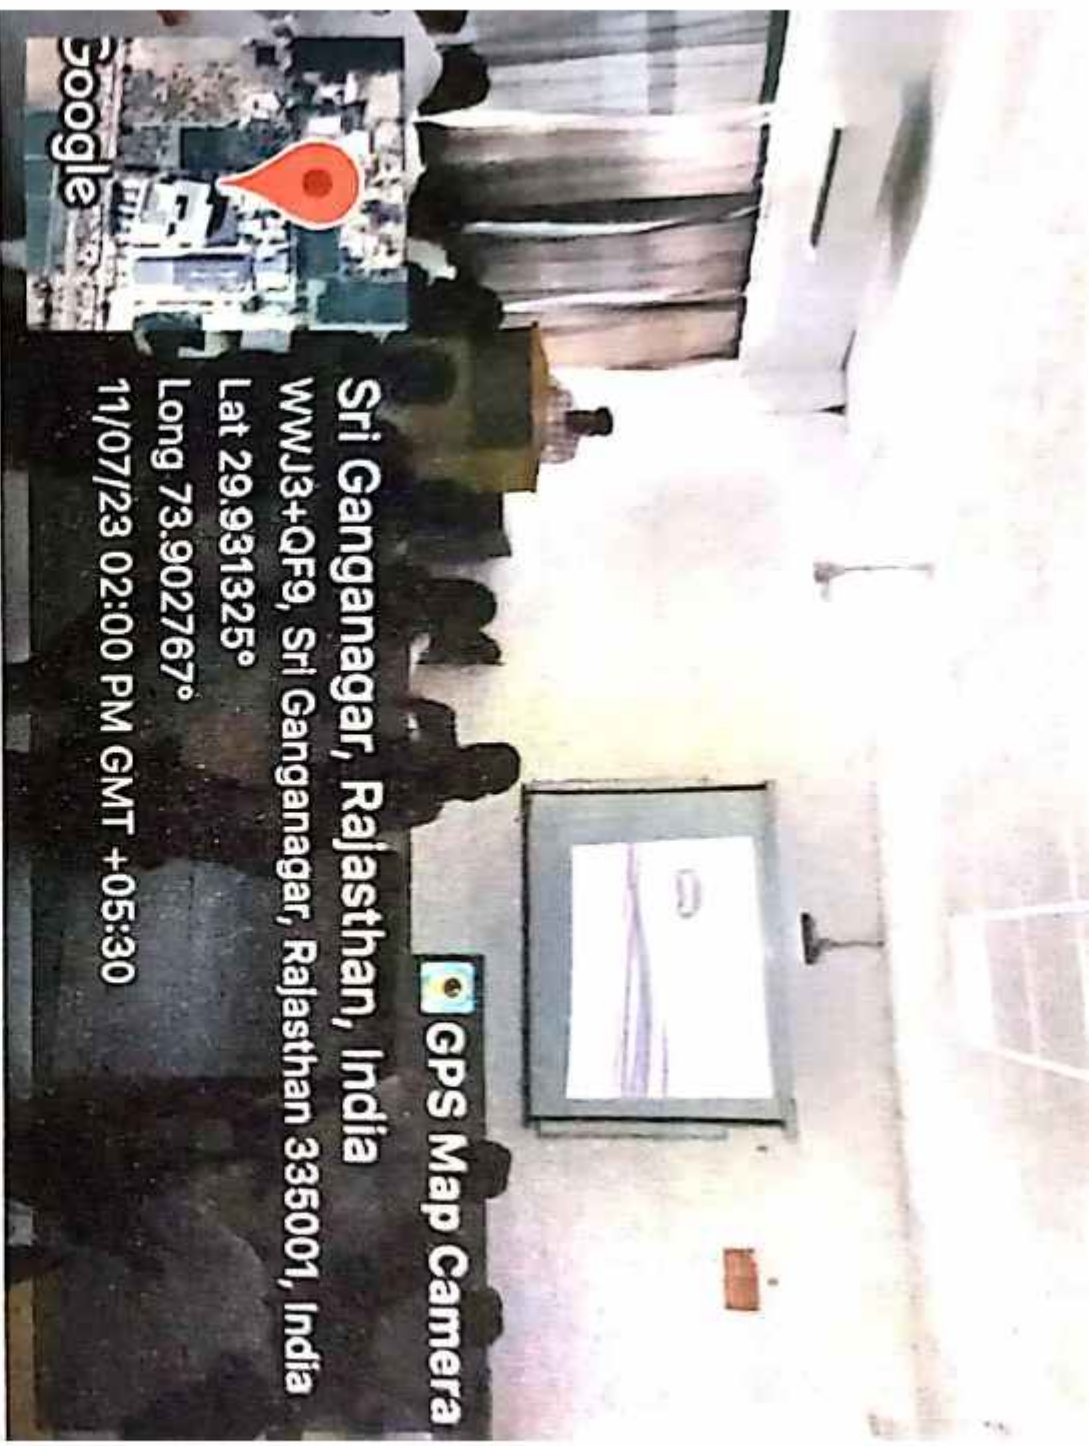 GPS Map Camera
Sri Ganganagar, Rajasthan, India
WWJ3+QF9, Sri Ganganagar, Rajasthan 335001, India
Lat 29.931325°
Long 73.902767°
11/07/23 02:00 PM GMT +05:30
Google